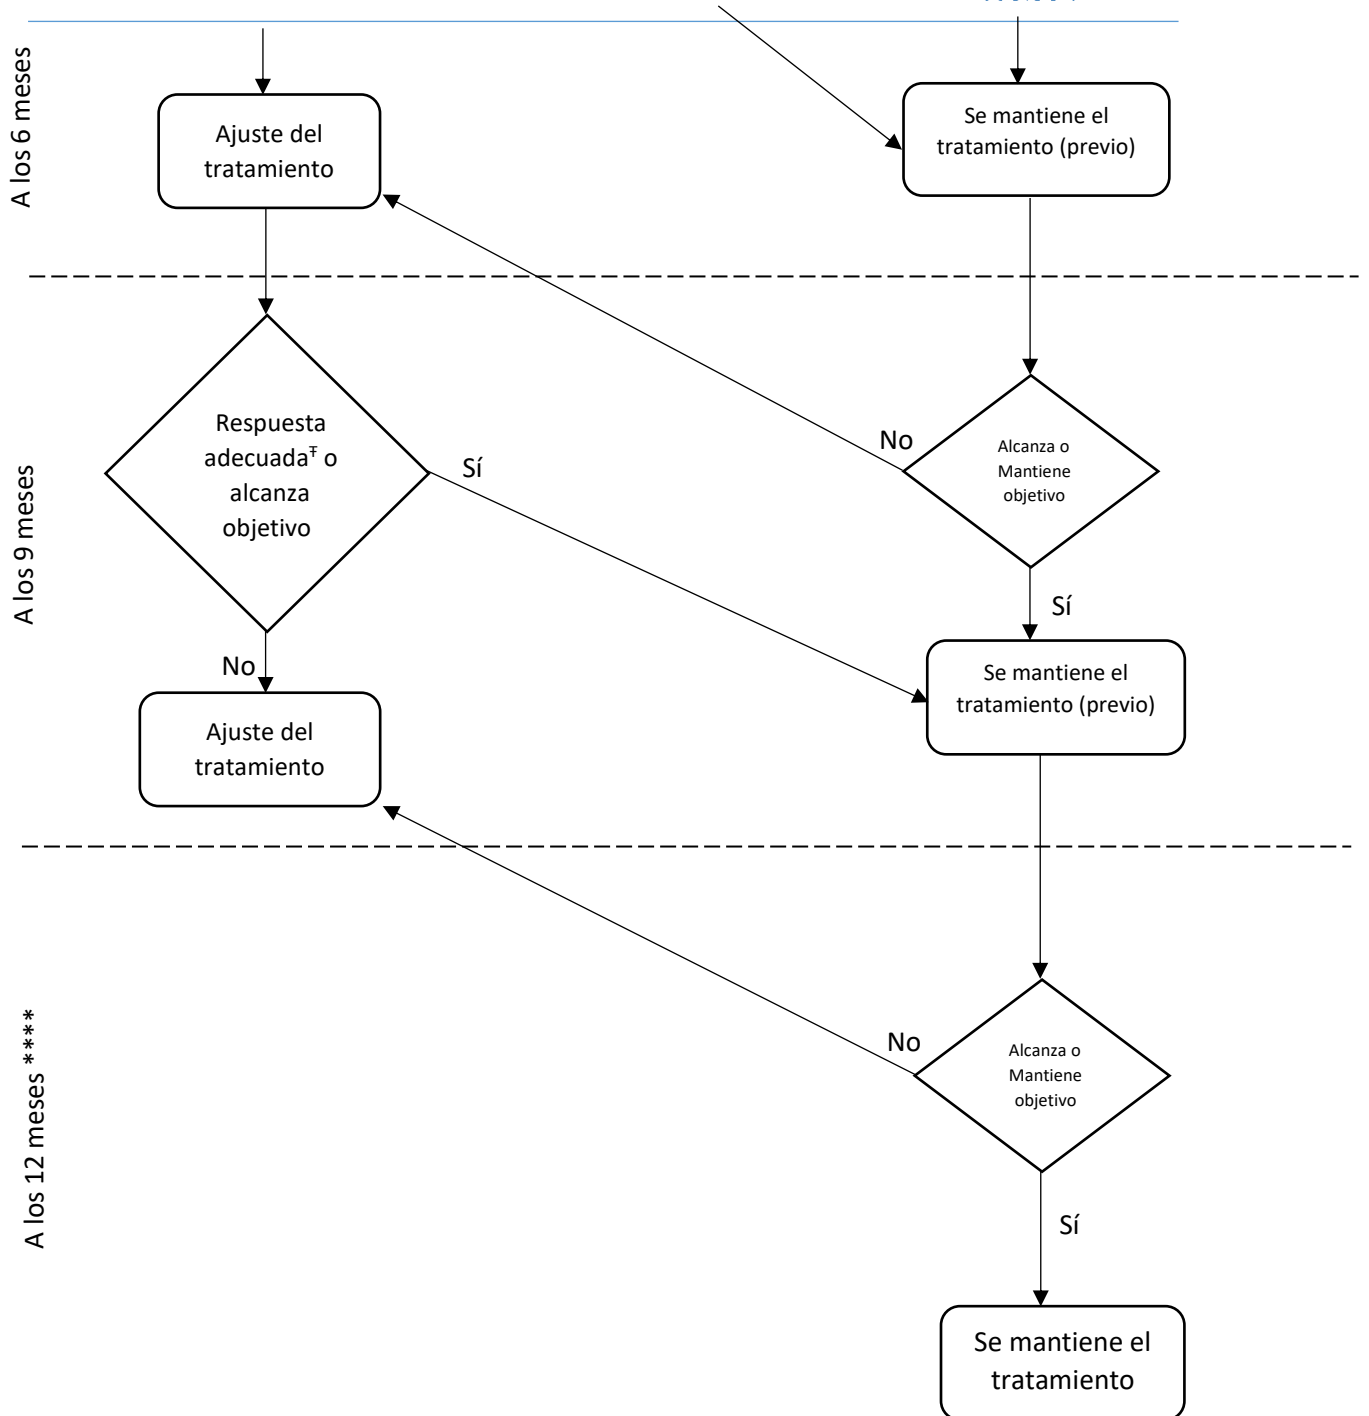 A los 6 meses
Ajuste del
tratamiento
Se mantiene el
tratamiento (previo)
A los 9 meses
Respuesta
adecuada^Ŧ o
alcanza
objetivo
Sí
No
Alcanza o
Mantiene
objetivo
Sí
No
Ajuste del
tratamiento
Se mantiene el
tratamiento (previo)
A los 12 meses ****
No
Alcanza o
Mantiene
objetivo
Sí
Se mantiene el
tratamiento